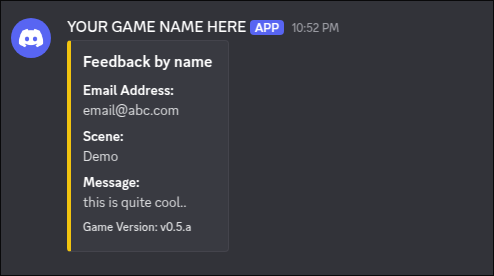 YOUR GAME NAME HERE APP 10:52 PM
Feedback by name
Email Address:
email@abc.com
Scene:
Demo
Message:
this is quite cool..
Game Version: v0.5.a